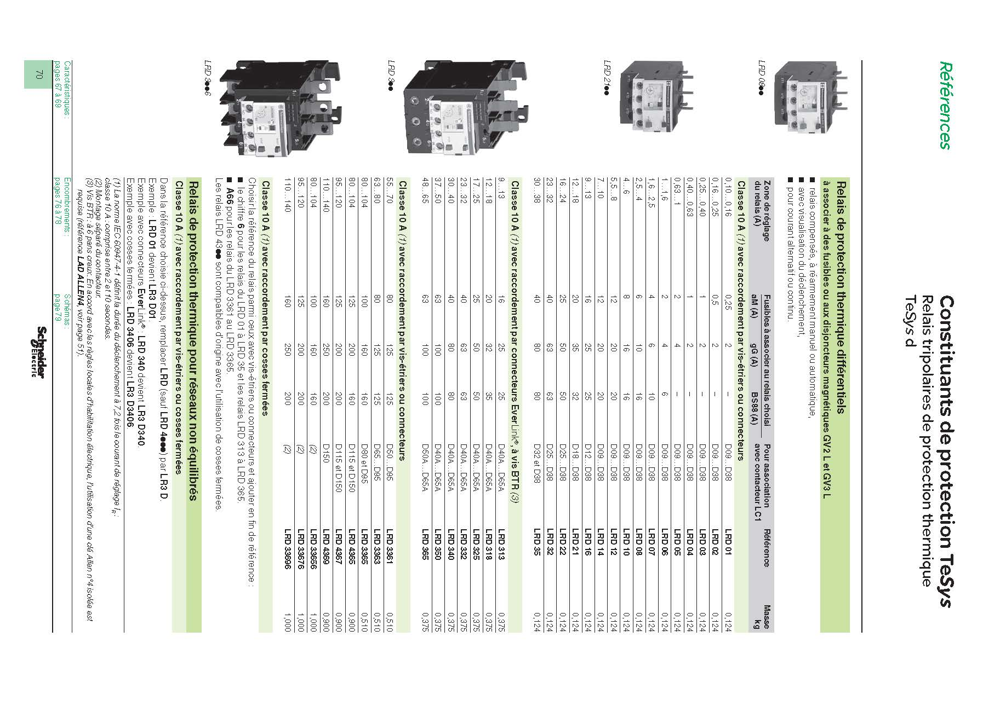 Références
Constituants de protection TeSys
Relais tripolaires de protection thermique
TeSys d
LRD 08●●
LRD 21●●
LRD 3●●
LRD 3●●6
Relais de protection thermique différentiels
à associer à des fusibles ou aux disjoncteurs magnétiques GV2 L et GV3 L
■ relais compensés, à réarmement manuel ou automatique,
■ avec visualisation du déclenchement,
■ pour courant alternatif ou continu.
Zone de réglage Fusibles à associer au relais choisi Pour association Référence Masse
du relais (A) aM (A) gG (A) BS88 (A) avec contacteur LC1 kg
Classe 10 A (1) avec raccordement par vis-étriers ou connecteurs
0,10…0,16 0,25 2 – D09…D38 LRD 01 0,124
0,16…0,25 0,5 2 – D09…D38 LRD 02 0,124
0,25…0,40 1 2 – D09…D38 LRD 03 0,124
0,40…0,63 1 2 – D09…D38 LRD 04 0,124
0,63…1 2 4 – D09…D38 LRD 05 0,124
1…1,6 2 4 6 D09…D38 LRD 06 0,124
1,6…2,5 4 6 10 D09…D38 LRD 07 0,124
2,5…4 6 10 16 D09…D38 LRD 08 0,124
4…6 8 16 16 D09…D38 LRD 10 0,124
5,5…8 12 20 20 D09…D38 LRD 12 0,124
7…10 12 20 20 D09…D38 LRD 14 0,124
9…13 16 25 25 D12…D38 LRD 16 0,124
12…18 20 35 32 D18…D38 LRD 21 0,124
16…24 25 50 50 D25…D38 LRD 22 0,124
23…32 40 63 63 D25…D38 LRD 32 0,124
30…38 40 80 80 D32 et D38 LRD 35 0,124
Classe 10 A (1) avec raccordement par connecteurs EverLink®, à vis BTR (3)
9…13 16 25 25 D40A…D65A LRD 313 0,375
12…18 20 32 35 D40A…D65A LRD 318 0,375
17…25 25 50 50 D40A…D65A LRD 325 0,375
23…32 40 63 63 D40A…D65A LRD 332 0,375
30…40 40 80 80 D40A…D65A LRD 340 0,375
37…50 63 100 100 D40A…D65A LRD 350 0,375
48…65 63 100 100 D50A…D65A LRD 365 0,375
Classe 10 A (1) avec raccordement par vis-étriers ou connecteurs
55…70 80 125 125 D50…D95 LRD 3361 0,510
63…80 80 125 125 D65…D95 LRD 3363 0,510
80…104 100 160 160 D80 et D95 LRD 3365 0,510
80…104 125 200 160 D115 et D150 LRD 4365 0,900
95…120 125 200 200 D115 et D150 LRD 4367 0,900
110…140 160 250 200 D150 LRD 4369 0,900
80…104 100 160 160 (2) LRD 33656 1,000
95…120 125 200 200 (2) LRD 33676 1,000
110…140 160 250 200 (2) LRD 33696 1,000
Classe 10 A (1) avec raccordement par cosses fermées
Choisir la référence du relais parmi ceux avec vis-étriers ou connecteurs et ajouter en fin de référence :
■ le chiffre 6 pour les relais du LRD 01 à LRD 35 et les relais LRD 313 à LRD 365.
■ A66 pour les relais du LRD 3361 au LRD 3365.
Les relais LRD 43●● sont compatibles d'origine avec l'utilisation de cosses fermées.
Relais de protection thermique pour réseaux non équilibrés
Classe 10 A (1) avec raccordement par vis-étriers ou cosses fermées
Dans la référence choisie ci-dessus, remplacer LRD (sauf LRD 4●●●) par LR3 D.
Exemple : LRD 01 devient LR3 D01.
Exemple avec connecteurs EverLink® : LRD 340 devient LR3 D340.
Exemple avec cosses fermées : LRD 3406 devient LR3 D3406.
(1) La norme IEC 60947-4-1 définit la durée du déclenchement à 7,2 fois le courant de réglage IR :
classe 10 A : comprise entre 2 et 10 secondes.
(2) Montage séparé du contacteur.
(3) Vis BTR : à 6 pans creux. En accord avec les règles locales d'habilitation électrique, l'utilisation d'une clé Allen n°4 isolée est
requise (référence LAD ALLEN4, voir page 51).
Caractéristiques : Encombrements : Schémas :
pages 67 à 69 pages 76 à 78 page 79
70
Schneider
Electric